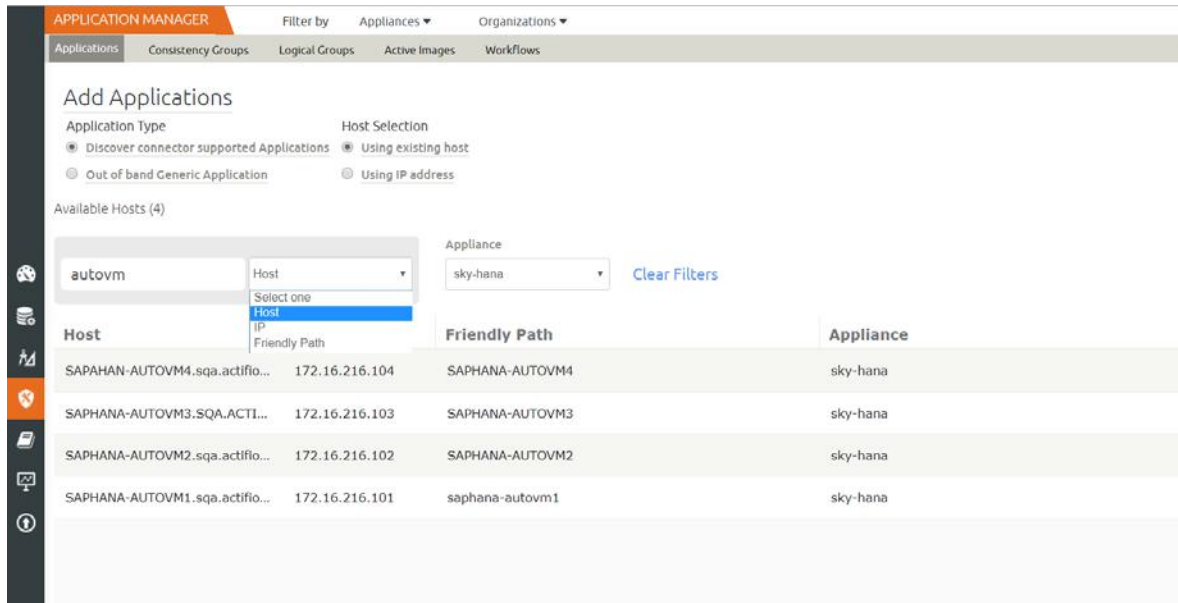 APPLICATION MANAGER Filter by Appliances Organizations
Applications Consistency Groups Logical Groups Active Images Workflows
Add Applications
Application Type Host Selection
Discover connector supported Applications Using existing host
Out of band Generic Application Using IP address
Available Hosts (4)
Appliance
autovm Host sky-hana Clear Filters
Select one
Host
IP
Friendly Path
Host Friendly Path Appliance
SAPAHAN-AUTOVM4.sqa.actifio... 172.16.216.104 SAPHANA-AUTOVM4 sky-hana
SAPHANA-AUTOVM3.SQA.ACTI... 172.16.216.103 SAPHANA-AUTOVM3 sky-hana
SAPHANA-AUTOVM2.sqa.actifio... 172.16.216.102 SAPHANA-AUTOVM2 sky-hana
SAPHANA-AUTOVM1.sqa.actifio... 172.16.216.101 saphana-autovm1 sky-hana